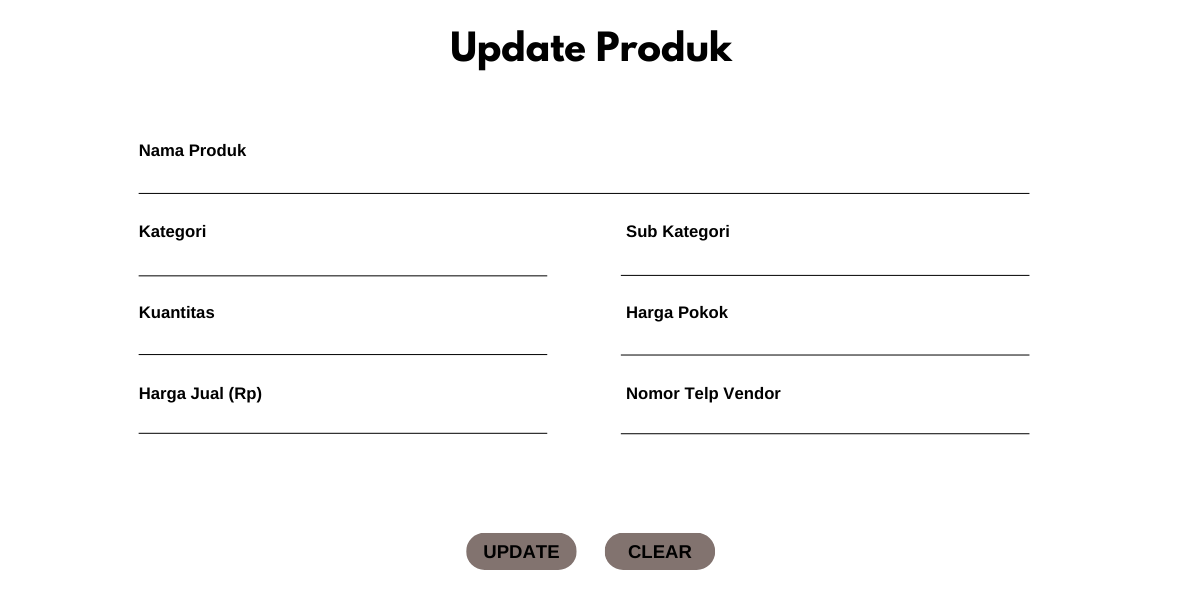 Update Produk
Nama Produk
Kategori
Sub Kategori
Kuantitas
Harga Pokok
Harga Jual (Rp)
Nomor Telp Vendor
UPDATE
CLEAR